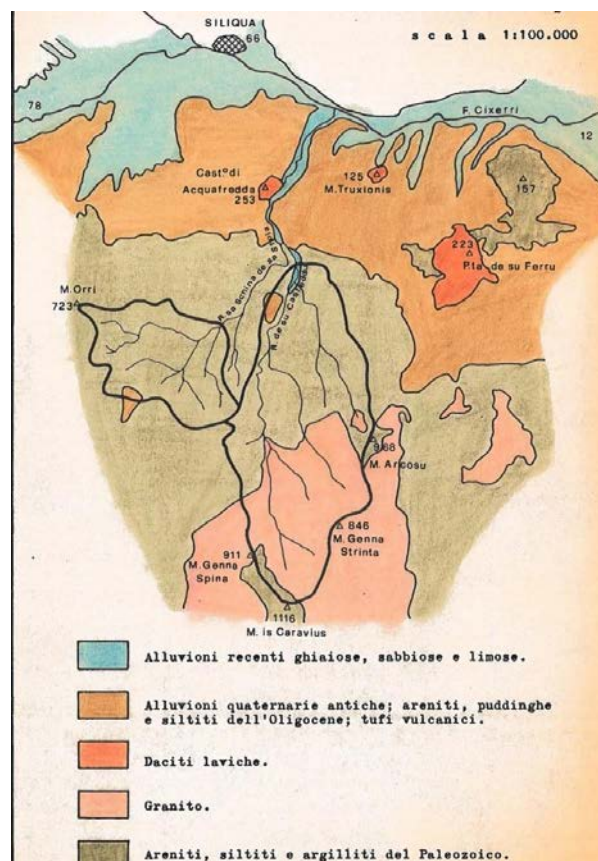 SILIQUA
66
scala 1:100.000
78
F. Cixerri
12
Cast° di
Acquafredda
253
125
M. Truxionis
157
223
P.ta de su Ferru
M. Orri
723
968
M. Arcosu
846
M. Genna
Strinta
911
M. Genna
Spina
1116
M. is Caravius
Alluvioni recenti ghiaiose, sabbiose e limose.
Alluvioni quaternarie antiche; areniti, puddinghe
e siltiti dell'Oligocene; tufi vulcanici.
Daciti laviche.
Granito.
Areniti, siltiti e argilliti del Paleozoico.